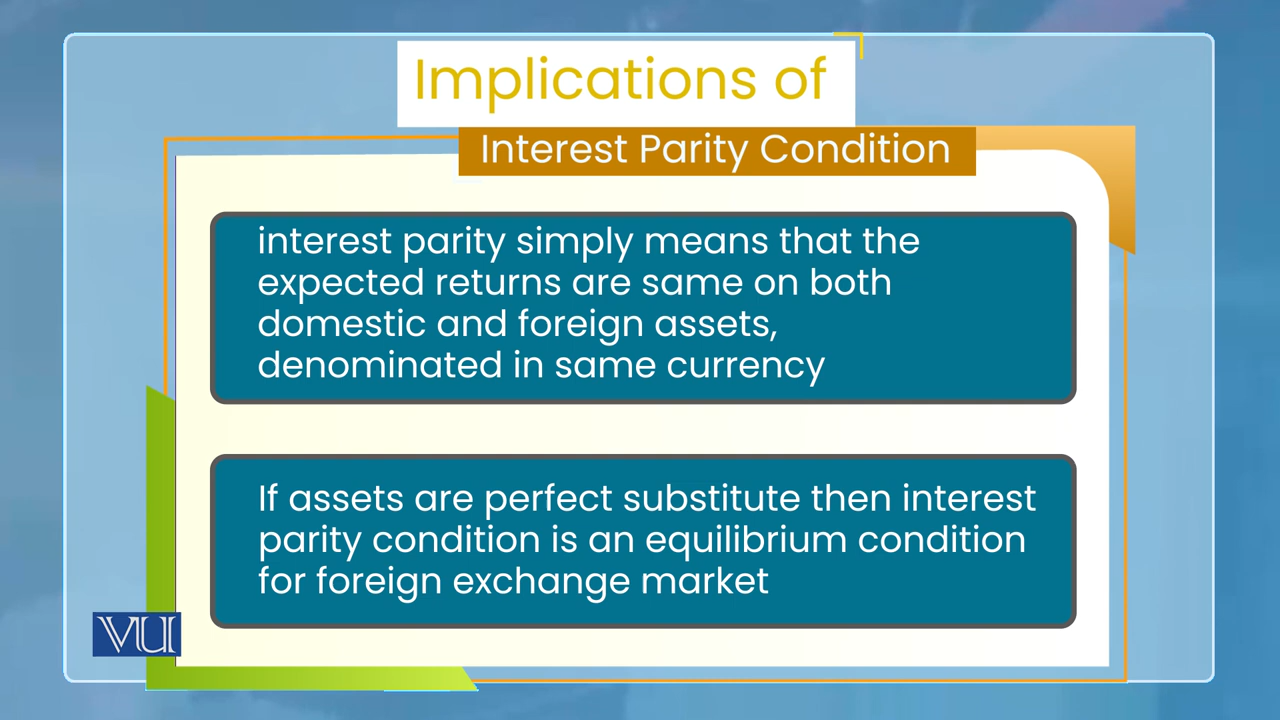 Implications of
Interest Parity Condition
interest parity simply means that the
expected returns are same on both
domestic and foreign assets,
denominated in same currency
If assets are perfect substitute then interest
parity condition is an equilibrium condition
for foreign exchange market
VU